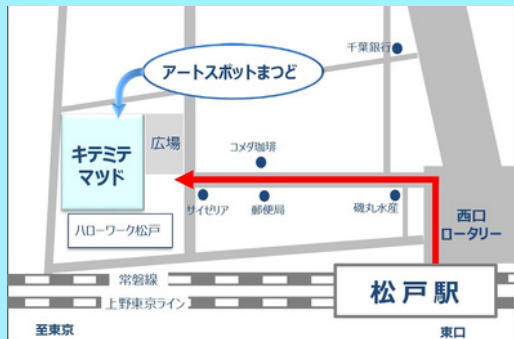 千葉銀行
アートスポットまつど
キテミテ
マツド
広場
コメダ珈琲
サイゼリア
郵便局
磯丸水産
西口
ロータリー
ハローワーク松戸
常磐線
上野東京ライン
松戸駅
至東京
東口